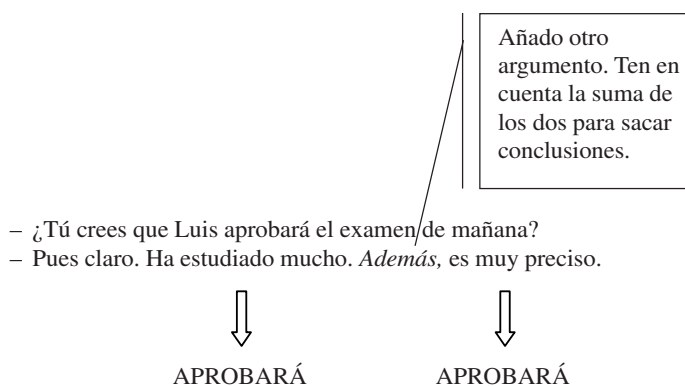 Añado otro
argumento. Ten en
cuenta la suma de
los dos para sacar
conclusiones.
– ¿Tú crees que Luis aprobará el examen de mañana?
– Pues claro. Ha estudiado mucho. Además, es muy preciso.
APROBARÁ APROBARÁ